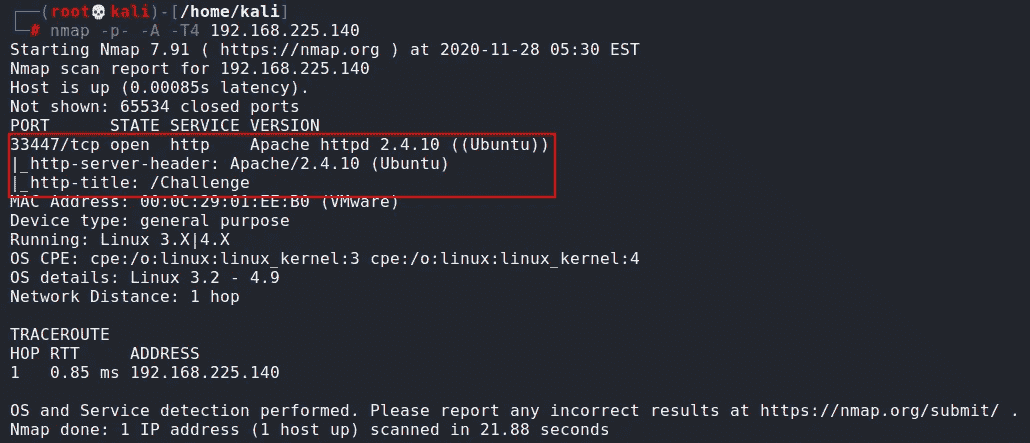 ┌──(root💀kali)-[/home/kali]
└─# nmap -p- -A -T4 192.168.225.140
Starting Nmap 7.91 ( https://nmap.org ) at 2020-11-28 05:30 EST
Nmap scan report for 192.168.225.140
Host is up (0.00085s latency).
Not shown: 65534 closed ports
PORT      STATE SERVICE VERSION
33447/tcp open  http    Apache httpd 2.4.10 ((Ubuntu))
|_http-server-header: Apache/2.4.10 (Ubuntu)
|_http-title: /Challenge
MAC Address: 00:0C:29:01:EE:B0 (VMware)
Device type: general purpose
Running: Linux 3.X|4.X
OS CPE: cpe:/o:linux:linux_kernel:3 cpe:/o:linux:linux_kernel:4
OS details: Linux 3.2 - 4.9
Network Distance: 1 hop
TRACEROUTE
HOP RTT     ADDRESS
1   0.85 ms 192.168.225.140
OS and Service detection performed. Please report any incorrect results at https://nmap.org/submit/ .
Nmap done: 1 IP address (1 host up) scanned in 21.88 seconds